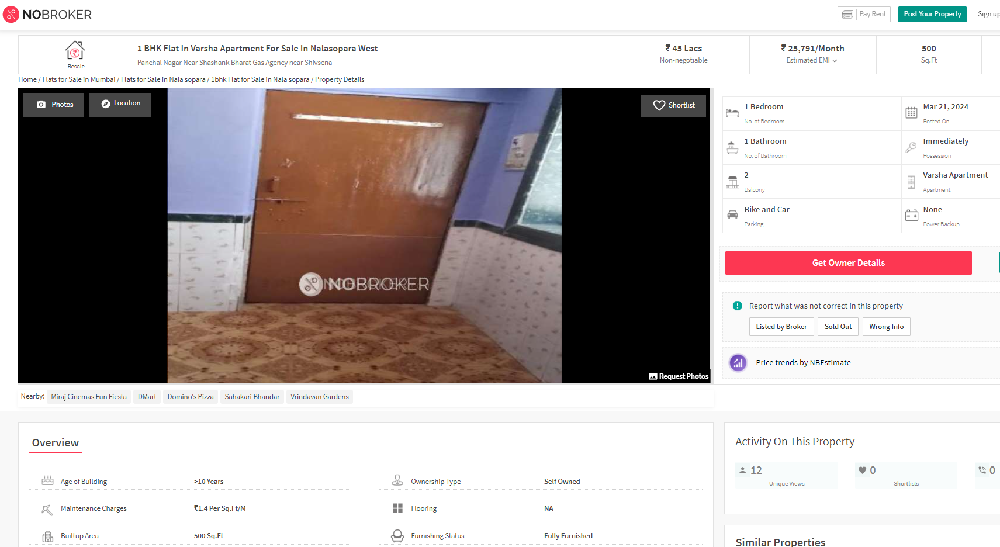 NOBROKER
Pay Rent
Post Your Property
Sign up
Resale
1 BHK Flat In Varsha Apartment For Sale In Nalasopara West
Panchal Nagar Near Shashank Bharat Gas Agency near Shivsena
₹ 45 Lacs
Non-negotiable
₹ 25,791/Month
Estimated EMI
500
Sq.Ft
Home / Flats for Sale in Mumbai / Flats for Sale in Nala sopara / 1bhk Flat for Sale in Nala sopara / Property Details
Photos
Location
Shortlist
NOBROKER
Request Photos
1 Bedroom
No. of Bedroom
Mar 21, 2024
Posted On
1 Bathroom
No. of Bathroom
Immediately
Possession
2
Balcony
Varsha Apartment
Apartment
Bike and Car
Parking
None
Power Backup
Get Owner Details
Report what was not correct in this property
Listed by Broker
Sold Out
Wrong Info
Price trends by NBEstimate
Nearby: Miraj Cinemas Fun Fiesta DMart Domino's Pizza Sahakari Bhandar Vrindavan Gardens
Overview
Age of Building >10 Years
Ownership Type Self Owned
Maintenance Charges ₹1.4 Per Sq.Ft/M
Flooring NA
Builtup Area 500 Sq.Ft
Furnishing Status Fully Furnished
Activity On This Property
12
Unique Views
0
Shortlists
0
Similar Properties